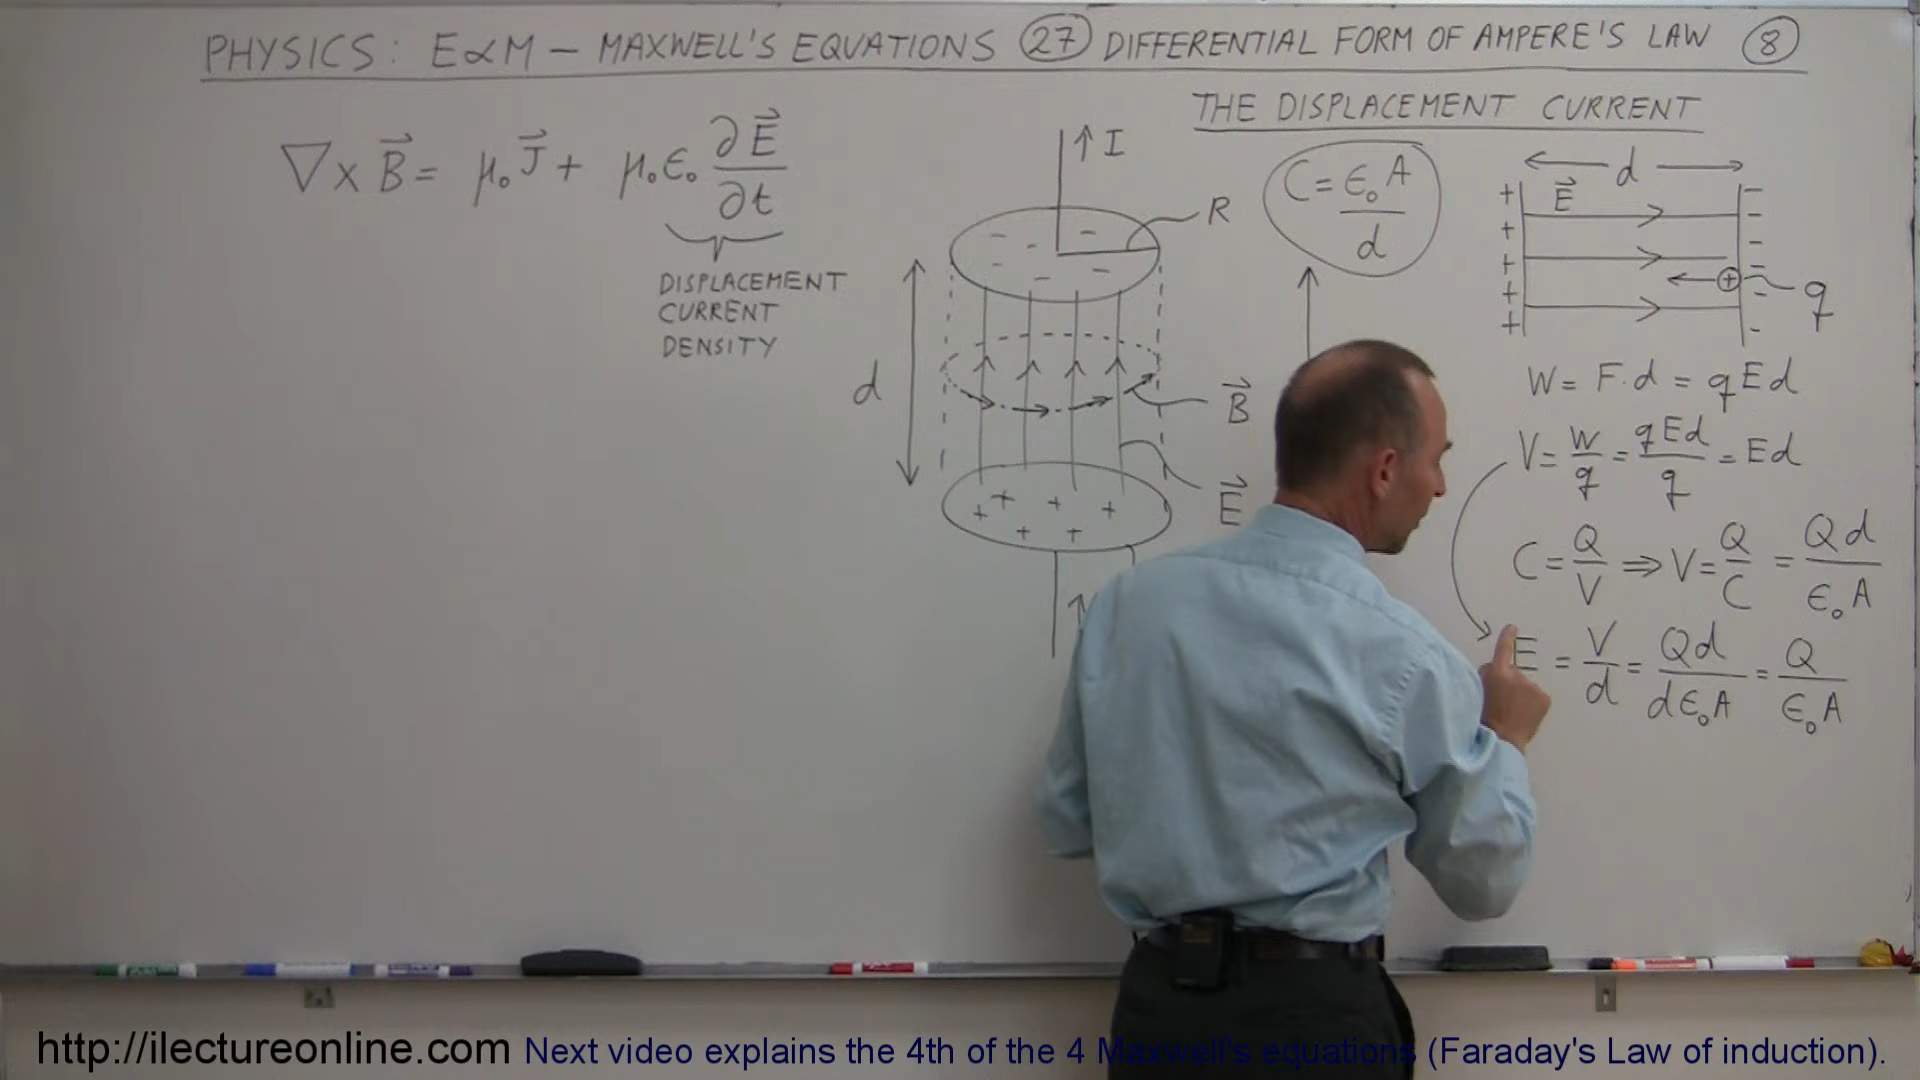 PHYSICS: E&M – MAXWELL'S EQUATIONS 27 DIFFERENTIAL FORM OF AMPERE'S LAW 8
THE DISPLACEMENT CURRENT
∇ x B⃗ = μ₀J⃗ + μ₀ϵ₀ ∂E⃗/∂t
DISPLACEMENT
CURRENT
DENSITY
I
R
d
B⃗
E⃗
C = ϵ₀A/d
d
E⃗
q
W = F·d = qEd
V = W/q = qEd/q = Ed
C = Q/V ⇒ V = Q/C = Qd/ϵ₀A
E = V/d = Qd/dϵ₀A = Q/ϵ₀A
http://ilectureonline.com Next video explains the 4th of the 4 Maxwell's equations (Faraday's Law of induction).